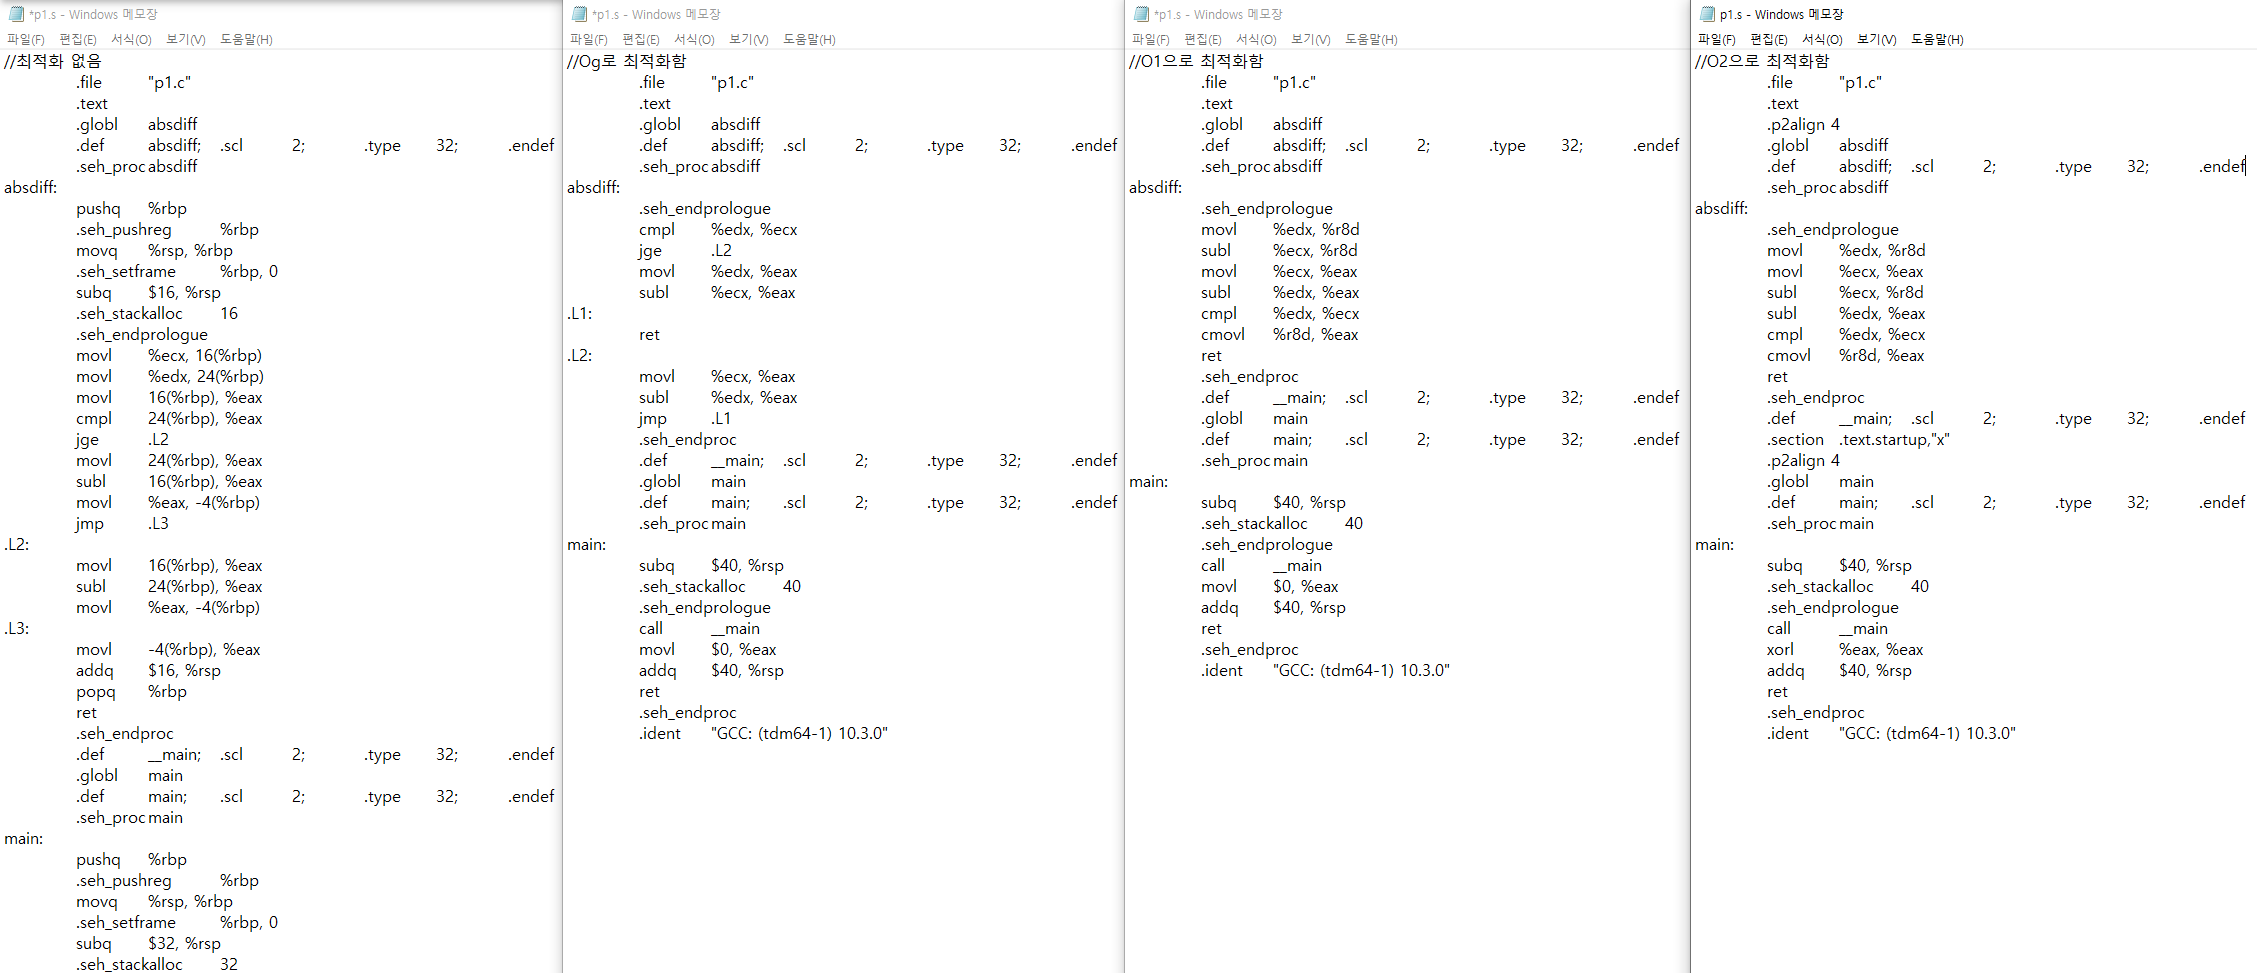 *p1.s - Windows 메모장
파일(F) 편집(E) 서식(O) 보기(V) 도움말(H)
//최적화 없음
.file "p1.c"
.text
.globl absdiff
.def absdiff; .scl 2; .type 32; .endef
.seh_proc absdiff
absdiff:
pushq %rbp
.seh_pushreg %rbp
movq %rsp, %rbp
.seh_setframe %rbp, 0
subq $16, %rsp
.seh_stackalloc 16
.seh_endprologue
movl %ecx, 16(%rbp)
movl %edx, 24(%rbp)
movl 16(%rbp), %eax
cmpl 24(%rbp), %eax
jge .L2
movl 24(%rbp), %eax
subl 16(%rbp), %eax
movl %eax, -4(%rbp)
jmp .L3
.L2:
movl 16(%rbp), %eax
subl 24(%rbp), %eax
movl %eax, -4(%rbp)
.L3:
movl -4(%rbp), %eax
addq $16, %rsp
popq %rbp
ret
.seh_endproc
.def __main; .scl 2; .type 32; .endef
.globl main
.def main; .scl 2; .type 32; .endef
.seh_proc main
main:
pushq %rbp
.seh_pushreg %rbp
movq %rsp, %rbp
.seh_setframe %rbp, 0
subq $32, %rsp
.seh_stackalloc 32
*p1.s - Windows 메모장
파일(F) 편집(E) 서식(O) 보기(V) 도움말(H)
//Og로 최적화함
.file "p1.c"
.text
.globl absdiff
.def absdiff; .scl 2; .type 32; .endef
.seh_proc absdiff
absdiff:
.seh_endprologue
cmpl %edx, %ecx
jge .L2
movl %edx, %eax
subl %ecx, %eax
.L1:
ret
.L2:
movl %ecx, %eax
subl %edx, %eax
jmp .L1
.seh_endproc
.def __main; .scl 2; .type 32; .endef
.globl main
.def main; .scl 2; .type 32; .endef
.seh_proc main
main:
subq $40, %rsp
.seh_stackalloc 40
.seh_endprologue
call __main
movl $0, %eax
addq $40, %rsp
ret
.seh_endproc
.ident "GCC: (tdm64-1) 10.3.0"
*p1.s - Windows 메모장
파일(F) 편집(E) 서식(O) 보기(V) 도움말(H)
//O1으로 최적화함
.file "p1.c"
.text
.globl absdiff
.def absdiff; .scl 2; .type 32; .endef
.seh_proc absdiff
absdiff:
.seh_endprologue
movl %edx, %r8d
subl %ecx, %r8d
movl %ecx, %eax
subl %edx, %eax
cmpl %edx, %ecx
cmovl %r8d, %eax
ret
.seh_endproc
.def __main; .scl 2; .type 32; .endef
.globl main
.def main; .scl 2; .type 32; .endef
.seh_proc main
main:
subq $40, %rsp
.seh_stackalloc 40
.seh_endprologue
call __main
movl $0, %eax
addq $40, %rsp
ret
.seh_endproc
.ident "GCC: (tdm64-1) 10.3.0"
p1.s - Windows 메모장
파일(F) 편집(E) 서식(O) 보기(V) 도움말(H)
//O2으로 최적화함
.file "p1.c"
.text
.p2align 4
.globl absdiff
.def absdiff; .scl 2; .type 32; .endef
.seh_proc absdiff
absdiff:
.seh_endprologue
movl %edx, %r8d
movl %ecx, %eax
subl %ecx, %r8d
subl %edx, %eax
cmpl %edx, %ecx
cmovl %r8d, %eax
ret
.seh_endproc
.def __main; .scl 2; .type 32; .endef
.section .text.startup,"x"
.p2align 4
.globl main
.def main; .scl 2; .type 32; .endef
.seh_proc main
main:
subq $40, %rsp
.seh_stackalloc 40
.seh_endprologue
call __main
xorl %eax, %eax
addq $40, %rsp
ret
.seh_endproc
.ident "GCC: (tdm64-1) 10.3.0"